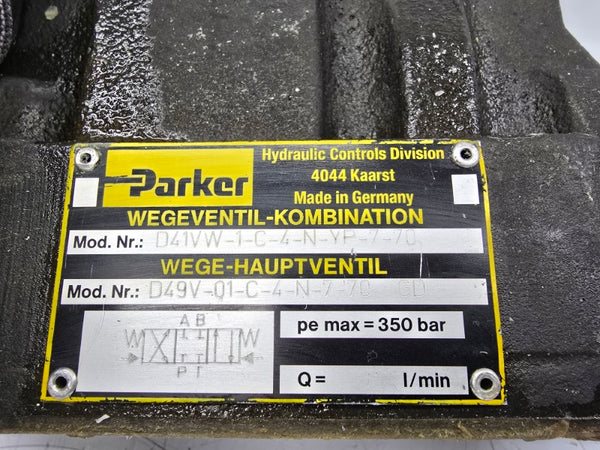 Parker
Hydraulic Controls Division
4044 Kaarst
Made in Germany
WEGEVENTIL-KOMBINATION
Mod. Nr.: D41VW-1-C-4-N-YP-7-70
WEGE-HAUPTVENTIL
Mod. Nr.: D49V-01-C-4-N-7-70 CD
A B
W W
P T
pe max = 350 bar
Q = l/min